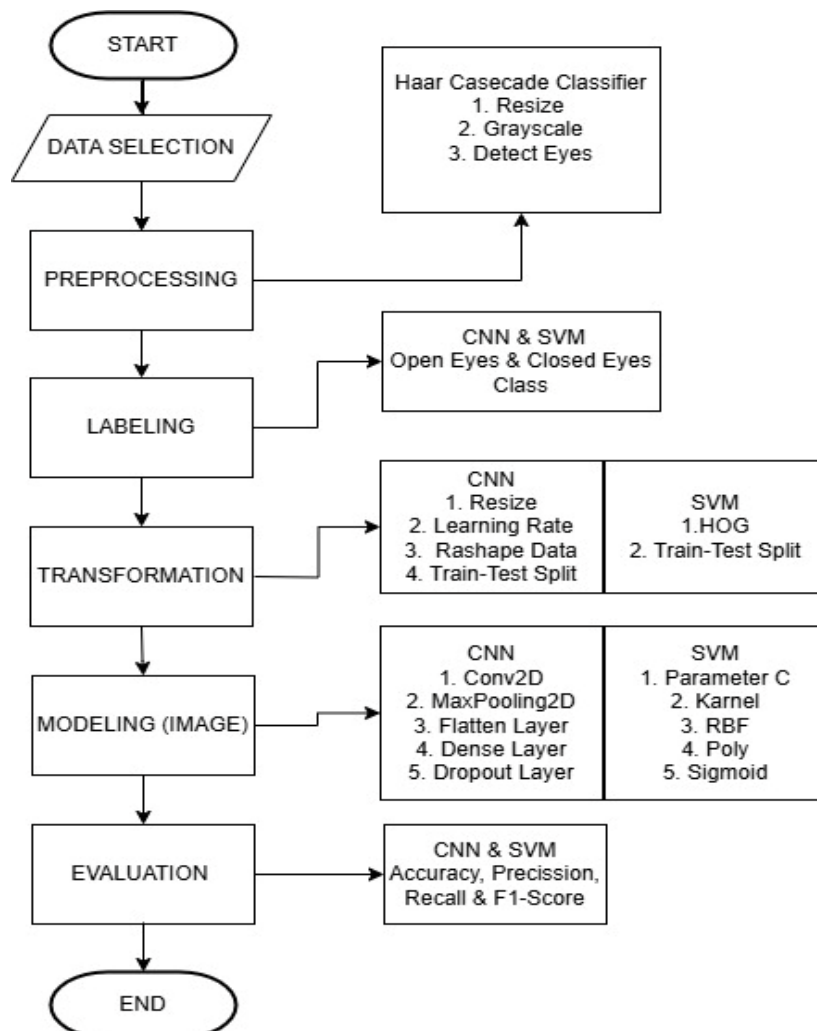 START
DATA SELECTION
Haar Casecade Classifier
1. Resize
2. Grayscale
3. Detect Eyes
PREPROCESSING
CNN & SVM
Open Eyes & Closed Eyes
Class
LABELING
CNN
1. Resize
2. Learning Rate
3. Rashape Data
4. Train-Test Split
SVM
1.HOG
2. Train-Test Split
TRANSFORMATION
CNN
1. Conv2D
2. MaxPooling2D
3. Flatten Layer
4. Dense Layer
5. Dropout Layer
SVM
1. Parameter C
2. Karnel
3. RBF
4. Poly
5. Sigmoid
MODELING (IMAGE)
CNN & SVM
Accuracy, Precission,
Recall & F1-Score
EVALUATION
END